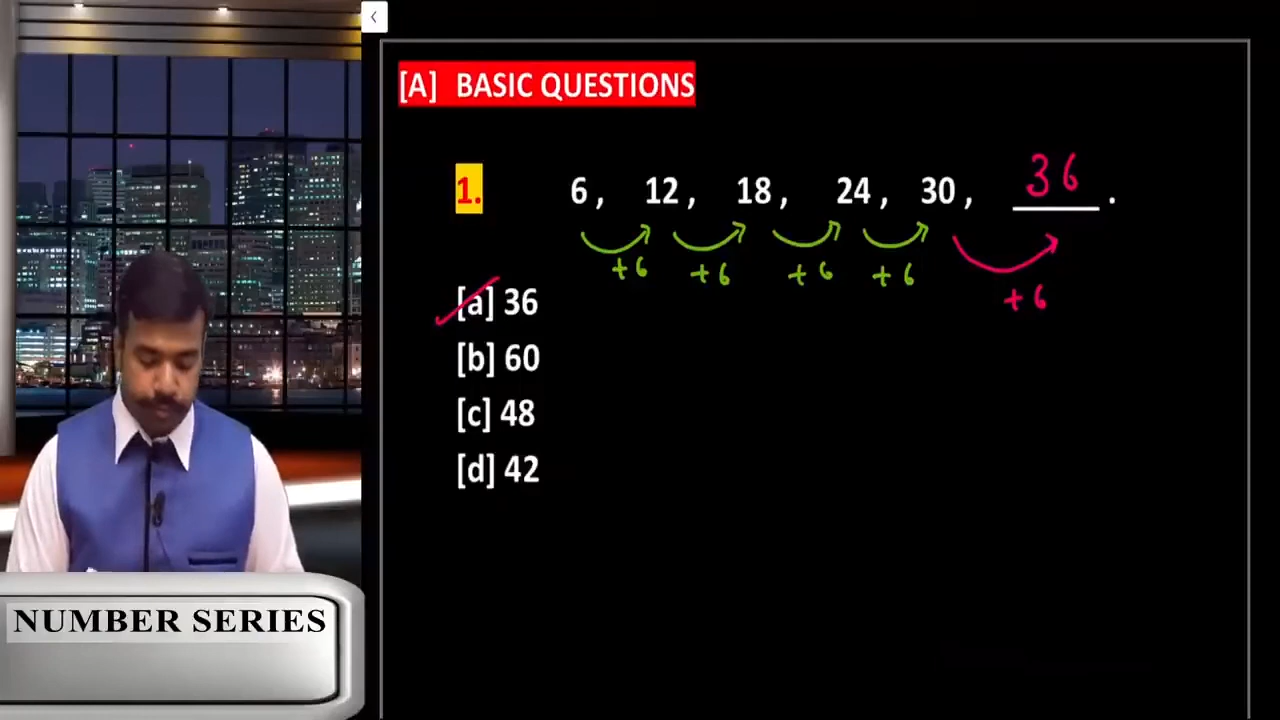 [A] BASIC QUESTIONS
1. 6, 12, 18, 24, 30, 36.
+6 +6 +6 +6 +6
[a] 36
[b] 60
[c] 48
[d] 42
NUMBER SERIES